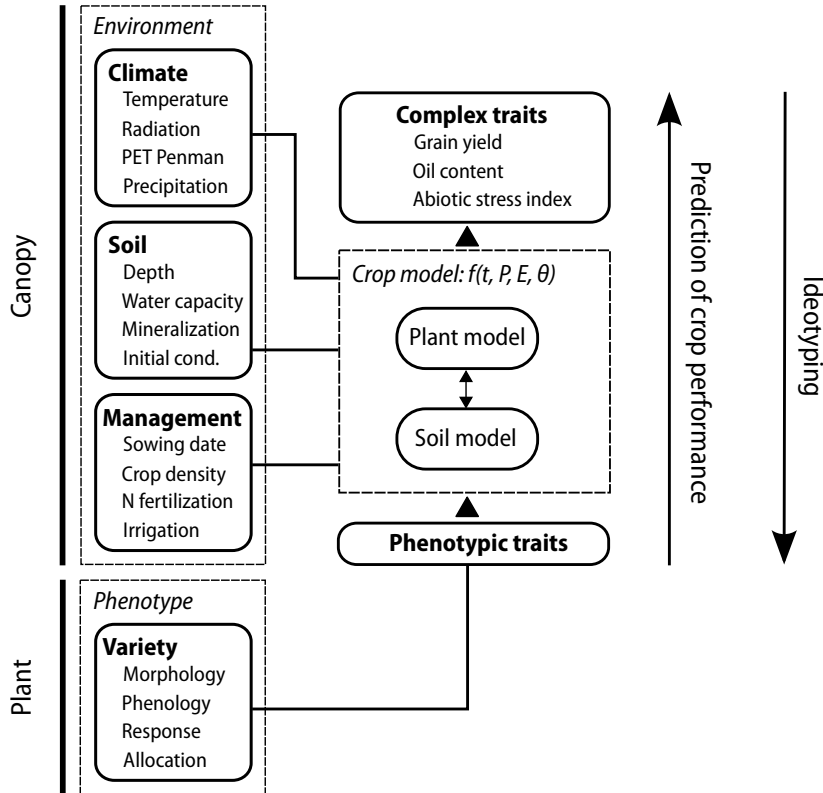 Canopy
Environment
Climate
Temperature
Radiation
PET Penman
Precipitation
Soil
Depth
Water capacity
Mineralization
Initial cond.
Management
Sowing date
Crop density
N fertilization
Irrigation
Complex traits
Grain yield
Oil content
Abiotic stress index
Crop model: f(t, P, E, θ)
Plant model
Soil model
Phenotypic traits
Prediction of crop performance
Ideotyping
Plant
Phenotype
Variety
Morphology
Phenology
Response
Allocation